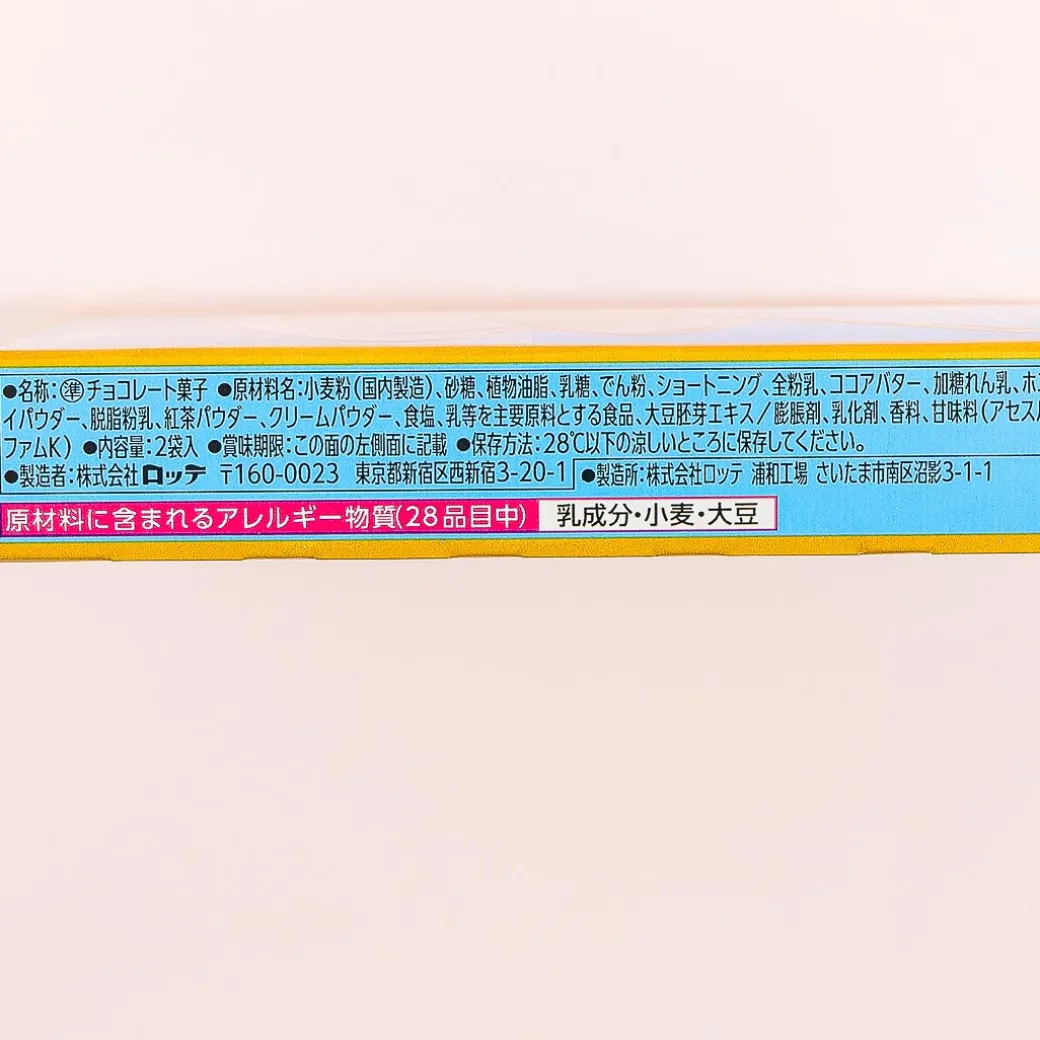 ●名称:㊜チョコレート菓子 ●原材料名:小麦粉(国内製造)、砂糖、植物油脂、乳糖、でん粉、ショートニング、全粉乳、ココアバター、加糖れん乳、ホエ
イパウダー、脱脂粉乳、紅茶パウダー、クリームパウダー、食塩、乳等を主要原料とする食品、大豆胚芽エキス/膨脹剤、乳化剤、香料、甘味料(アセスル
ファムK) ●内容量:2袋入 ●賞味期限:この面の左側面に記載 ●保存方法:28℃以下の涼しいところに保存してください。
●製造者:株式会社ロッテ 〒160-0023 東京都新宿区西新宿3-20-1 ●製造所:株式会社ロッテ 浦和工場 さいたま市南区沼影3-1-1
原材料に含まれるアレルギー物質(28品目中) 乳成分・小麦・大豆